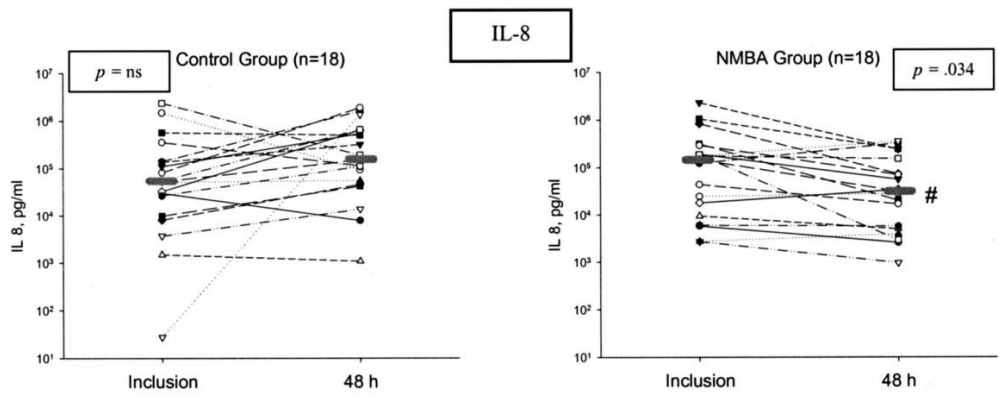 IL-8
Control Group (n=18)
p = ns
10⁷
10⁶
10⁵
10⁴
10³
10²
10¹
IL 8, pg/ml
Inclusion
48 h
NMBA Group (n=18)
p = .034
10⁷
10⁶
10⁵
10⁴
10³
10²
10¹
IL 8, pg/ml
#
Inclusion
48 h